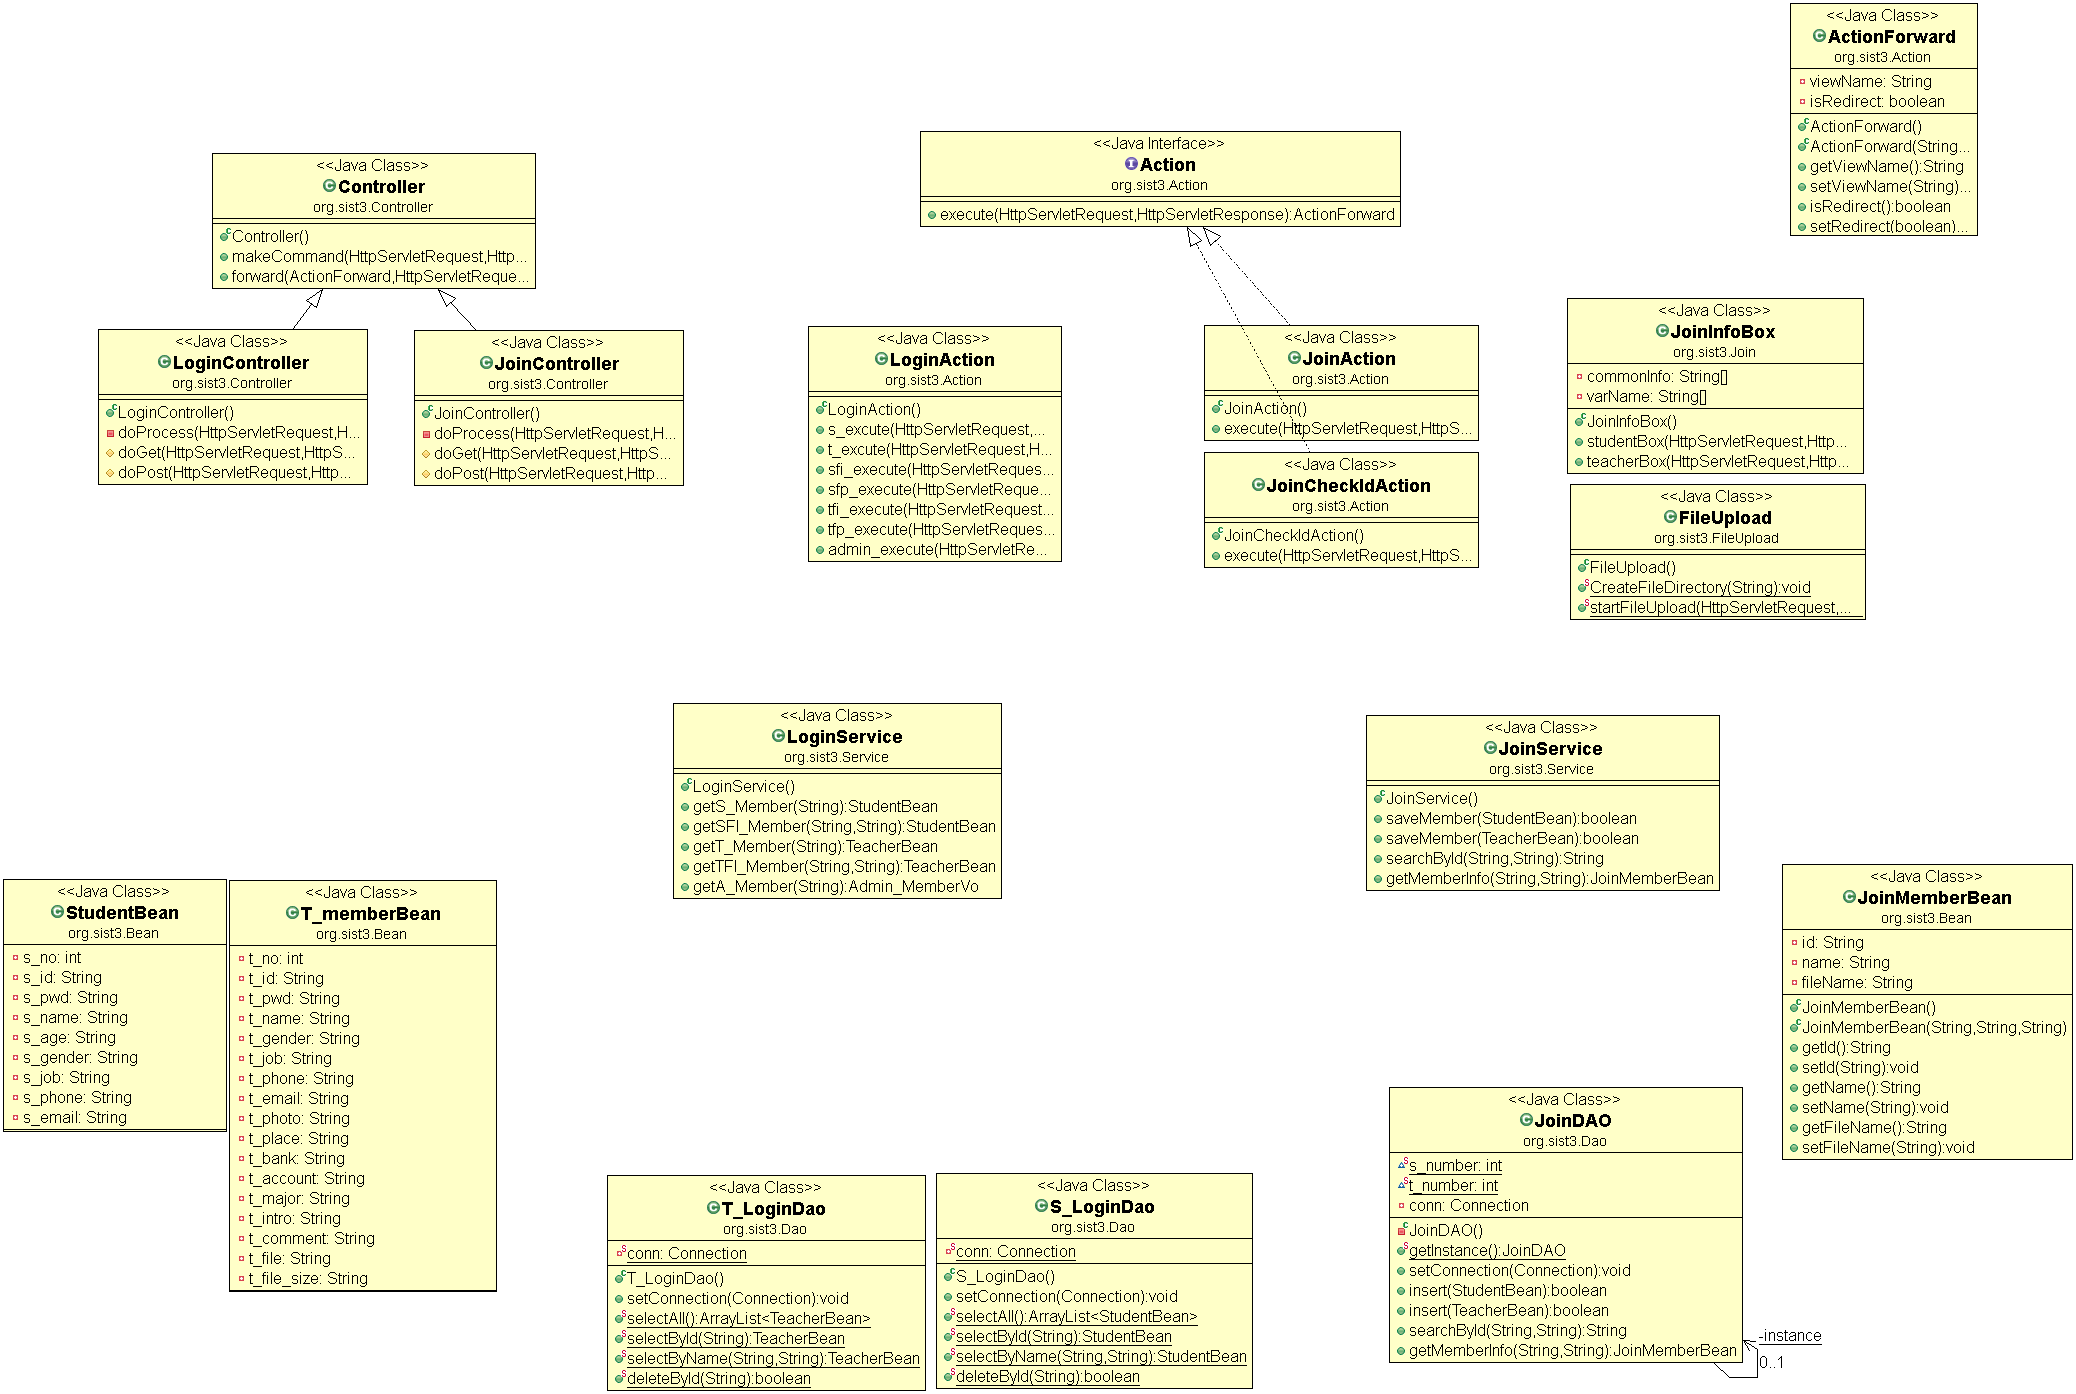 <<Java Class>>
ActionForward
org.sist3.Action
viewName: String
isRedirect: boolean
ActionForward()
ActionForward(String...
getViewName():String
setViewName(String)...
isRedirect():boolean
setRedirect(boolean)...
<<Java Interface>>
Action
org.sist3.Action
execute(HttpServletRequest,HttpServletResponse):ActionForward
<<Java Class>>
Controller
org.sist3.Controller
Controller()
makeCommand(HttpServletRequest,Http...
forward(ActionForward,HttpServletReque...
<<Java Class>>
LoginController
org.sist3.Controller
LoginController()
doProcess(HttpServletRequest,H...
doGet(HttpServletRequest,HttpS...
doPost(HttpServletRequest,Http...
<<Java Class>>
JoinController
org.sist3.Controller
JoinController()
doProcess(HttpServletRequest,H...
doGet(HttpServletRequest,HttpS...
doPost(HttpServletRequest,Http...
<<Java Class>>
LoginAction
org.sist3.Action
LoginAction()
s_excute(HttpServletRequest,...
t_excute(HttpServletRequest,H...
sfi_execute(HttpServletReques...
sfp_execute(HttpServletReque...
tfi_execute(HttpServletRequest...
tfp_execute(HttpServletReques...
admin_execute(HttpServletRe...
<<Java Class>>
JoinAction
org.sist3.Action
JoinAction()
execute(HttpServletRequest,HttpS...
<<Java Class>>
JoinCheckIdAction
org.sist3.Action
JoinCheckIdAction()
execute(HttpServletRequest,HttpS...
<<Java Class>>
JoinInfoBox
org.sist3.Join
commonInfo: String[]
varName: String[]
JoinInfoBox()
studentBox(HttpServletRequest,Http...
teacherBox(HttpServletRequest,Http...
<<Java Class>>
FileUpload
org.sist3.FileUpload
FileUpload()
CreateFileDirectory(String):void
startFileUpload(HttpServletRequest,...
<<Java Class>>
LoginService
org.sist3.Service
LoginService()
getS_Member(String):StudentBean
getSFI_Member(String,String):StudentBean
getT_Member(String):TeacherBean
getTFI_Member(String,String):TeacherBean
getA_Member(String):Admin_MemberVo
<<Java Class>>
JoinService
org.sist3.Service
JoinService()
saveMember(StudentBean):boolean
saveMember(TeacherBean):boolean
searchById(String,String):String
getMemberInfo(String,String):JoinMemberBean
<<Java Class>>
StudentBean
org.sist3.Bean
s_no: int
s_id: String
s_pwd: String
s_name: String
s_age: String
s_gender: String
s_job: String
s_phone: String
s_email: String
<<Java Class>>
T_memberBean
org.sist3.Bean
t_no: int
t_id: String
t_pwd: String
t_name: String
t_gender: String
t_job: String
t_phone: String
t_email: String
t_photo: String
t_place: String
t_bank: String
t_account: String
t_major: String
t_intro: String
t_comment: String
t_file: String
t_file_size: String
<<Java Class>>
JoinMemberBean
org.sist3.Bean
id: String
name: String
fileName: String
JoinMemberBean()
JoinMemberBean(String,String,String)
getId():String
setId(String):void
getName():String
setName(String):void
getFileName():String
setFileName(String):void
<<Java Class>>
T_LoginDao
org.sist3.Dao
conn: Connection
T_LoginDao()
setConnection(Connection):void
selectAll():ArrayList<TeacherBean>
selectById(String):TeacherBean
selectByName(String,String):TeacherBean
deleteById(String):boolean
<<Java Class>>
S_LoginDao
org.sist3.Dao
conn: Connection
S_LoginDao()
setConnection(Connection):void
selectAll():ArrayList<StudentBean>
selectById(String):StudentBean
selectByName(String,String):StudentBean
deleteById(String):boolean
<<Java Class>>
JoinDAO
org.sist3.Dao
s_number: int
t_number: int
conn: Connection
JoinDAO()
getInstance():JoinDAO
setConnection(Connection):void
insert(StudentBean):boolean
insert(TeacherBean):boolean
searchById(String,String):String
getMemberInfo(String,String):JoinMemberBean
-instance
0..1